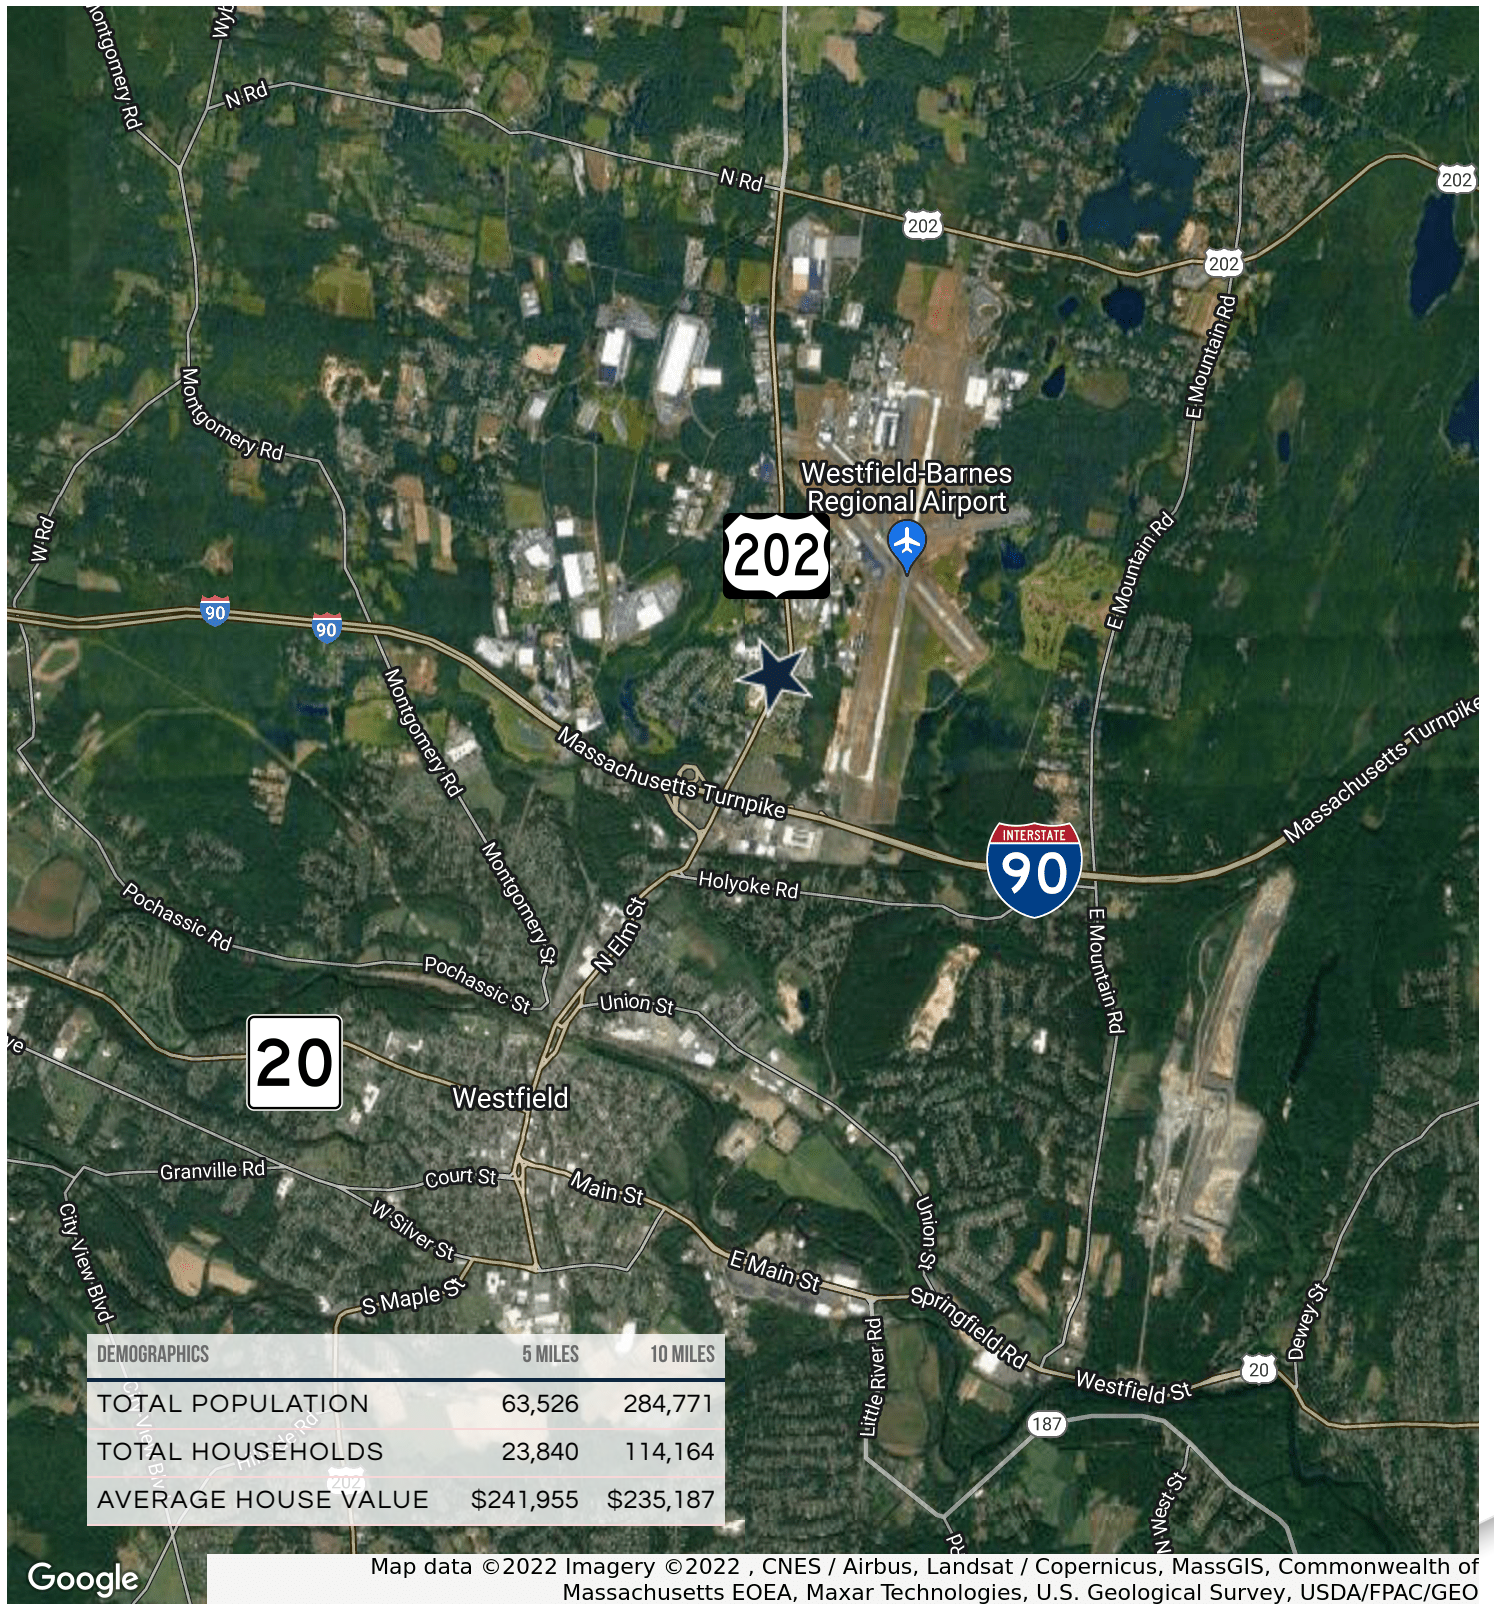 Montgomery Rd
N Rd
N Rd
202
202
202
E Mountain Rd
Montgomery Rd
Westfield-Barnes
Regional Airport
W Rd
202
E Mountain Rd
90
90
Montgomery Rd
Massachusetts Turnpike
Massachusetts Turnpike
INTERSTATE
90
Montgomery St
Holyoke Rd
Pochassic Rd
N Elm St
E Mountain Rd
Pochassic St
Union St
20
Westfield
Granville Rd
Court St
Main St
W Silver St
City View Blvd
Union St
E Main St
S Maple St
Springfield Rd
Little River Rd
Dewey St
Westfield St
20
187
N West St
Rd
DEMOGRAPHICS 5 MILES 10 MILES
TOTAL POPULATION 63,526 284,771
TOTAL HOUSEHOLDS 23,840 114,164
202
AVERAGE HOUSE VALUE $241,955 $235,187
Google
Map data ©2022 Imagery ©2022 , CNES / Airbus, Landsat / Copernicus, MassGIS, Commonwealth of
Massachusetts EOEA, Maxar Technologies, U.S. Geological Survey, USDA/FPAC/GEO